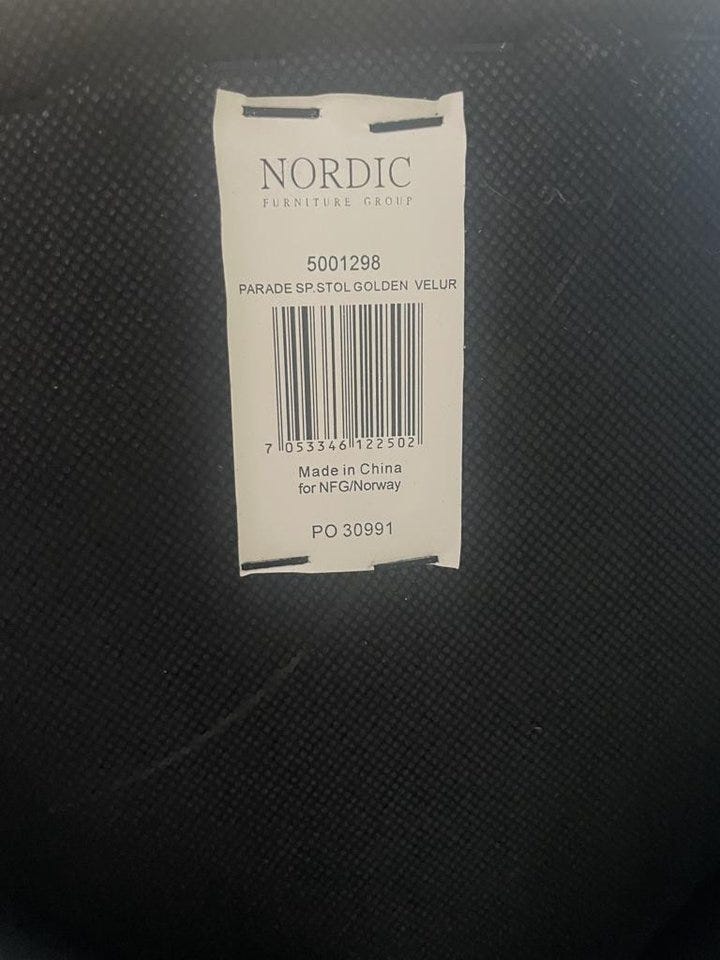 NORDIC
FURNITURE GROUP
5001298
PARADE SP.STOL GOLDEN VELUR
7 053346 122502
Made in China
for NFG/Norway
PO 30991